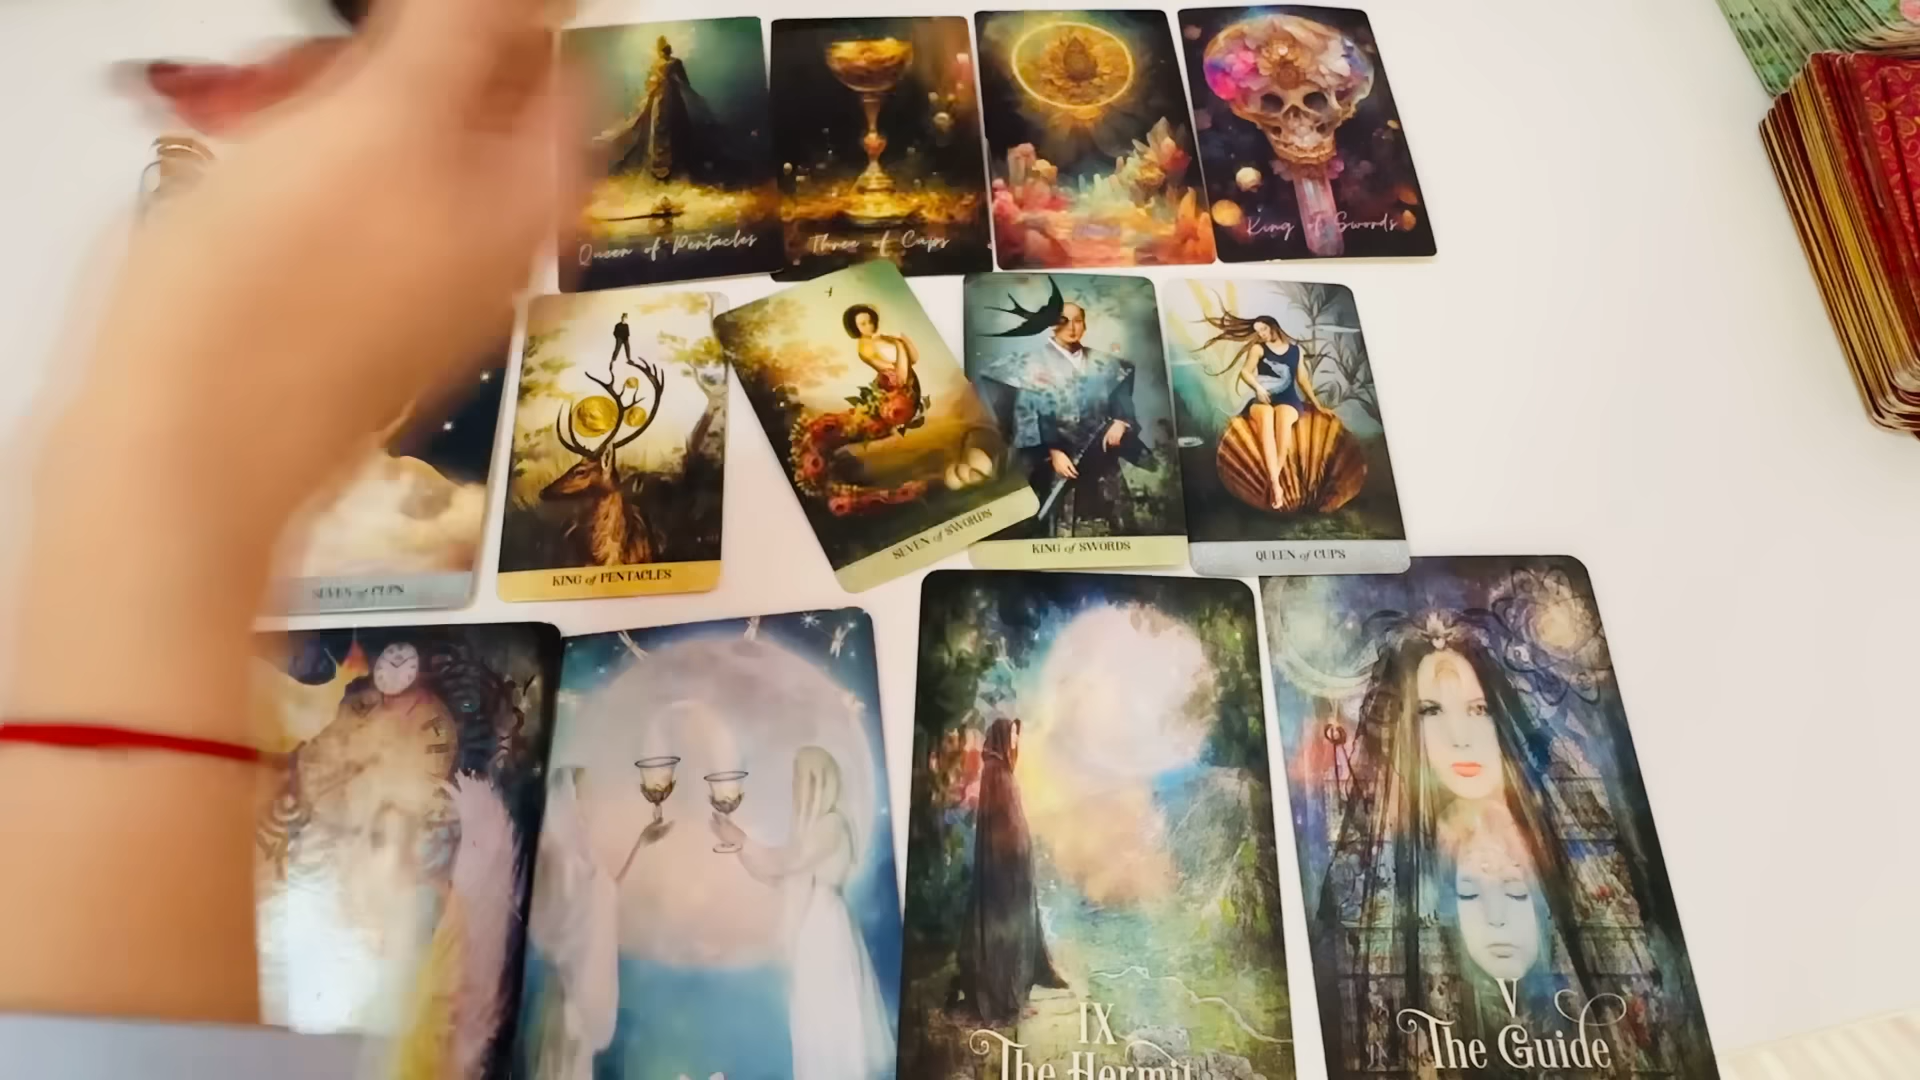 Queen of Pentacles
Three of Cups
King of Swords
SEVEN of CUPS
KING of PENTACLES
SEVEN of SWORDS
KING of SWORDS
QUEEN of CUPS
IX
The Hermit
V
The Guide